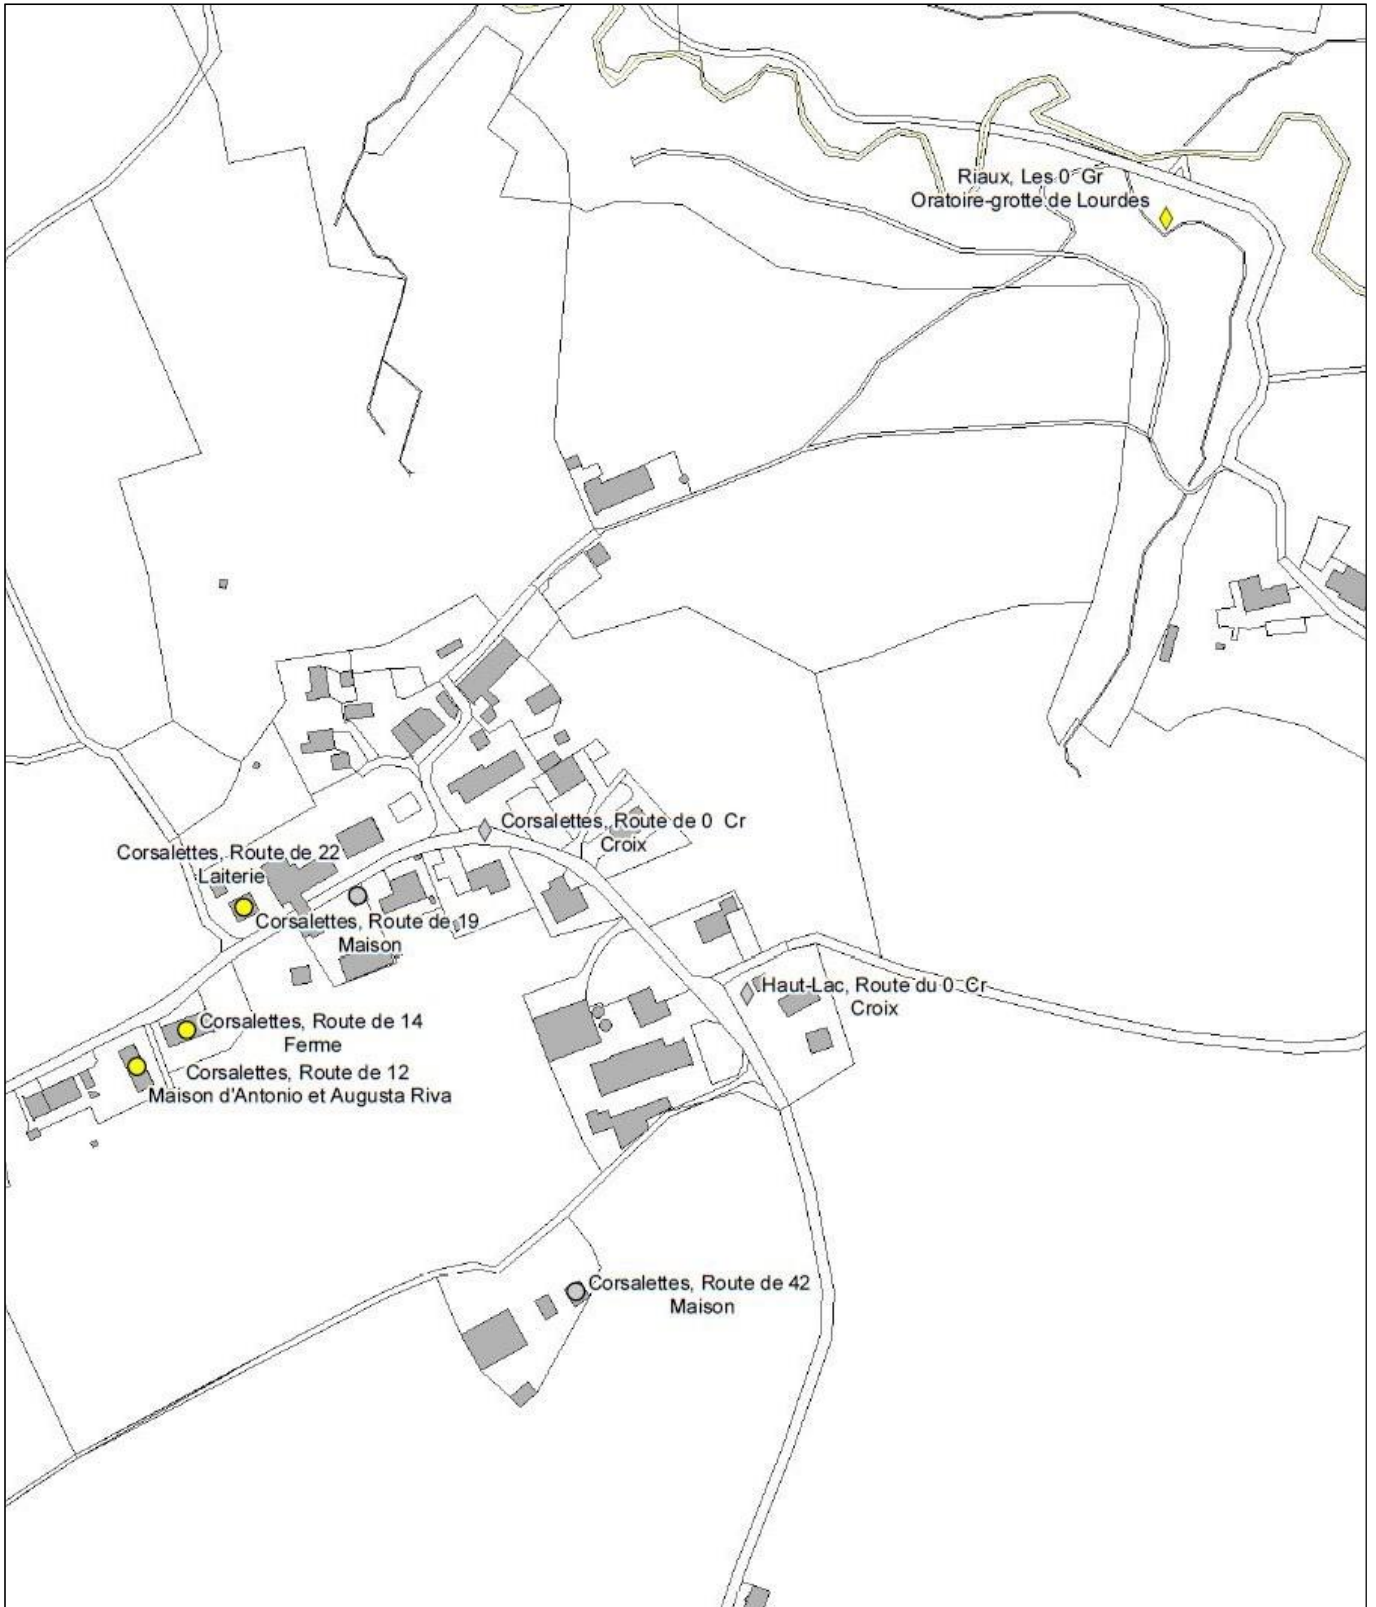 Riaux, Les 0 Gr
Oratoire-grotte de Lourdes
Corsalettes, Route de 0 Cr
Croix
Corsalettes, Route de 22
Laiterie
Corsalettes, Route de 19
Maison
Haut-Lac, Route du 0 Cr
Croix
Corsalettes, Route de 14
Ferme
Corsalettes, Route de 12
Maison d'Antonio et Augusta Riva
Corsalettes, Route de 42
Maison